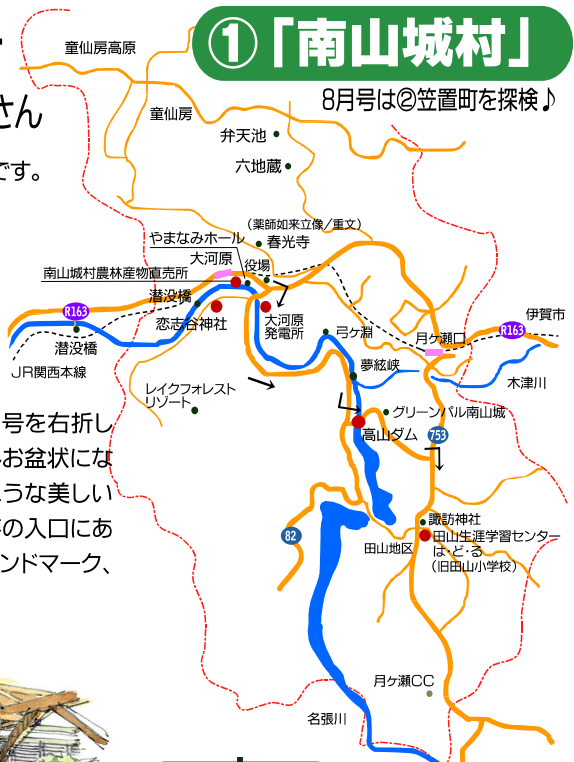 ①「南山城村」
8月号は②笠置町を探検♪
さん
です。
童仙房高原
童仙房
弁天池
六地蔵
(薬師如来立像/重文)
春光寺
やまなみホール
大河原
役場
南山城村農林産物直売所
潜没橋
R163
恋志谷神社
大河原
発電所
弓ヶ淵
月ヶ瀬口
R163
伊賀市
潜没橋
JR関西本線
夢絃峡
木津川
レイクフォレスト
リゾート
グリーンパル南山城
高山ダム
753
号を右折し
お盆状にな
うな美しい
の入口にあ
ンドマーク、
82
諏訪神社
田山地区
田山生涯学習センター
は・ど・る
(旧田山小学校)
月ヶ瀬CC
名張川